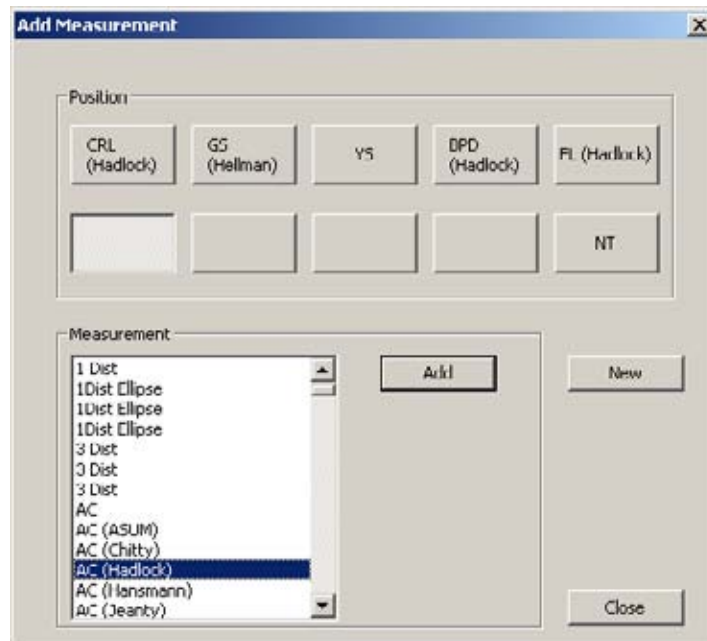 Add Measurement
Position
CRL
(Hadlock)
GS
(Hellman)
YS
BPD
(Hadlock)
FL (Hadlock)
NT
Measurement
1 Dist
1Dist Ellipse
1Dist Ellipse
1Dist Ellipse
3 Dist
3 Dist
3 Dist
AC
AC (ASUM)
AC (Chitty)
AC (Hadlock)
AC (Hansmann)
AC (Jeanty)
Add
New
Close